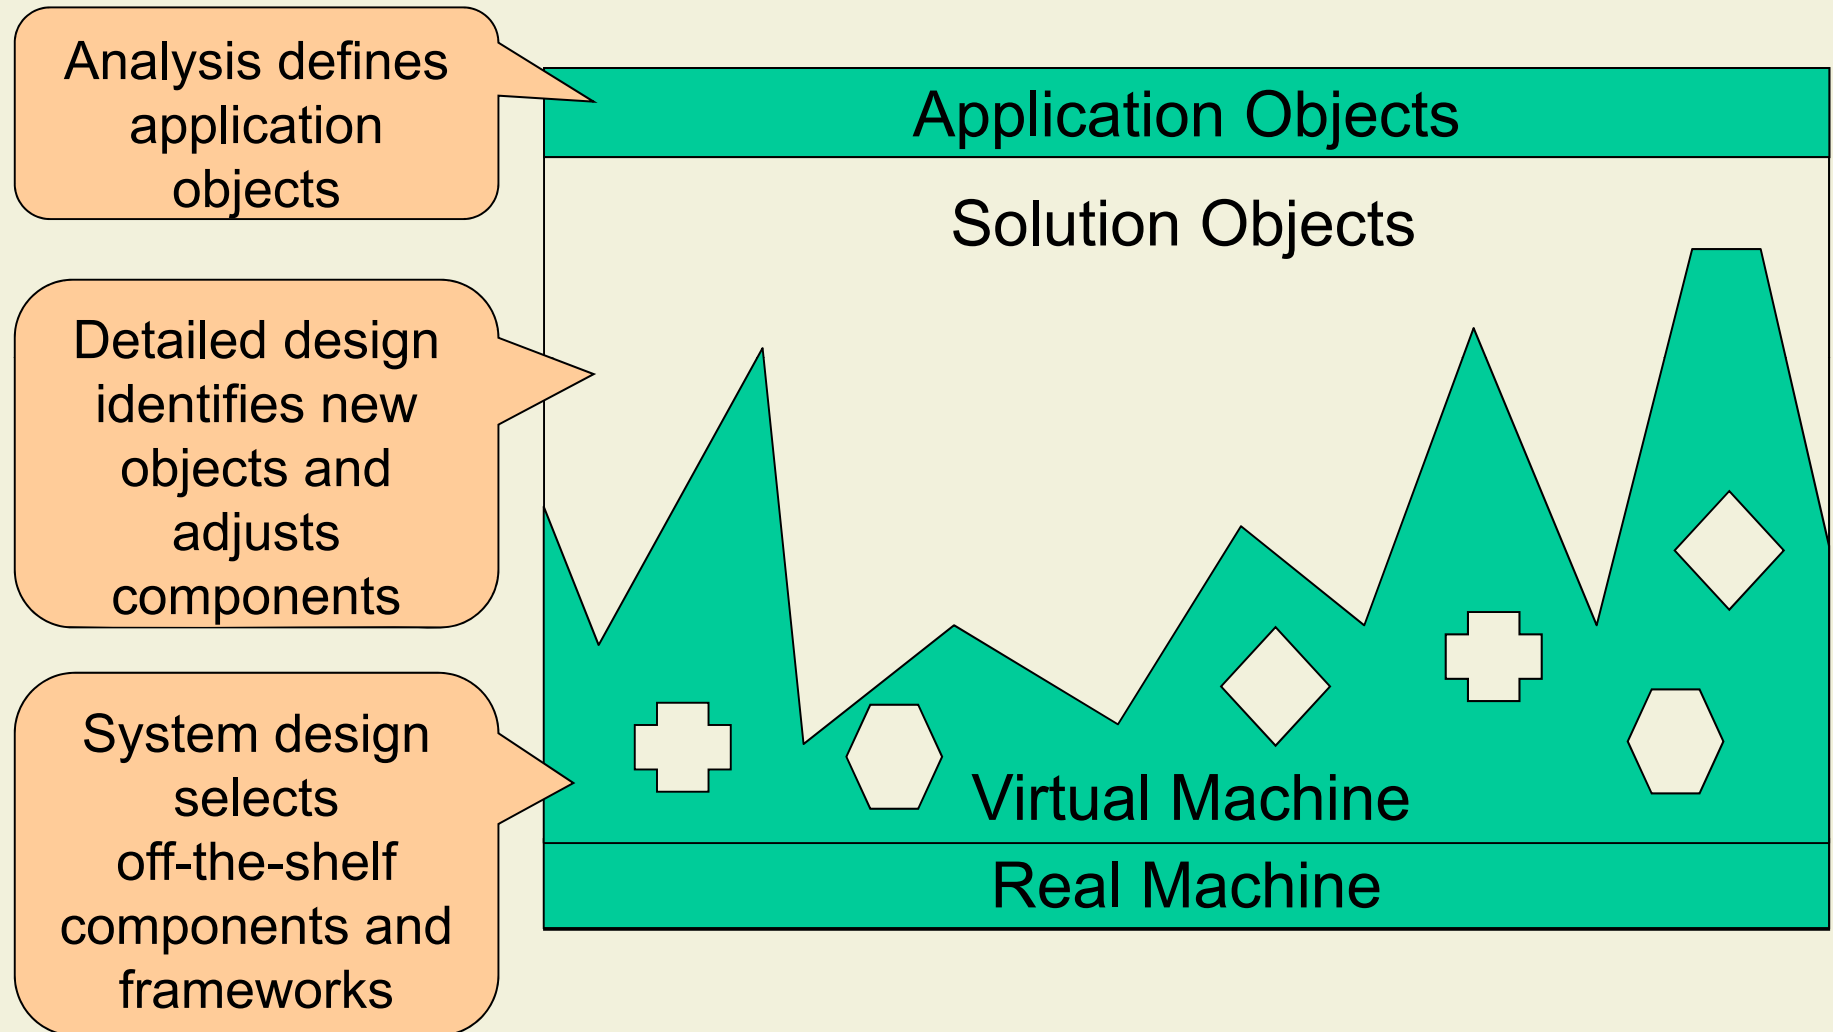 Analysis defines
application
objects
Application Objects
Solution Objects
Detailed design
identifies new
objects and
adjusts
components
System design
selects
off-the-shelf
components and
frameworks
Virtual Machine
Real Machine